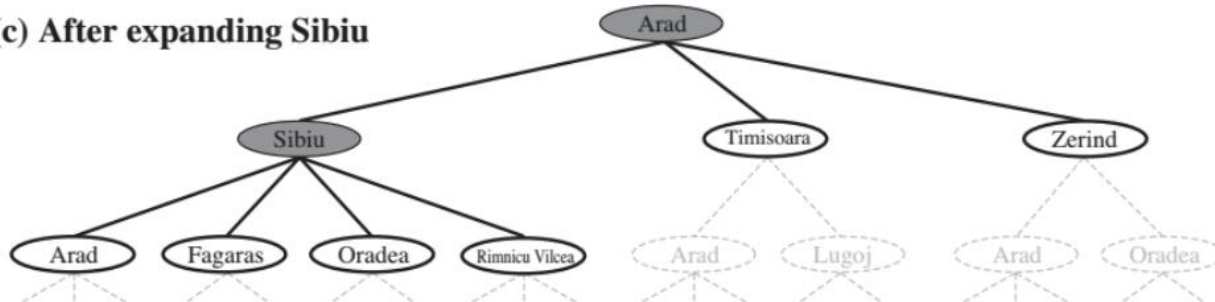 c) After expanding Sibiu
Arad
Sibiu
Timisoara
Zerind
Arad
Fagaras
Oradea
Rimnicu Vilcea
Arad
Lugoj
Arad
Oradea